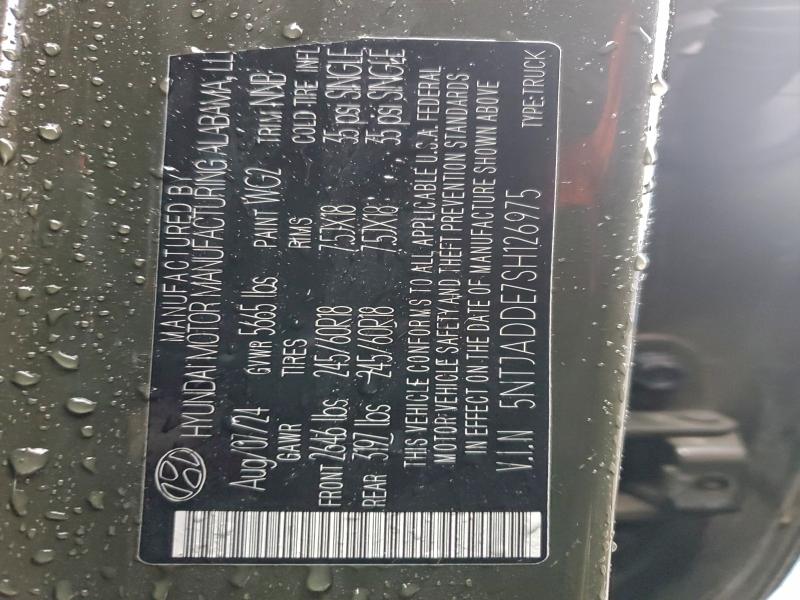 MANUFACTURED BY
HYUNDAI MOTOR MANUFACTURING ALABAMA, LL
Aug/07/24 GVWR 5665 lbs PAINT WG2 TRIM NNB
GAWR TIRES RIMS COLD TIRE INFL
FRONT 2646 lbs. 245/60R18 7.5JX18 35 psi SINGLE
REAR 3197 lbs 245/60R18 7.5JX18 35 psi SINGLE
THIS VEHICLE CONFORMS TO ALL APPLICABLE U.S.A. FEDERAL
MOTOR VEHICLE SAFETY AND THEFT PREVENTION STANDARDS
IN EFFECT ON THE DATE OF MANUFACTURE SHOWN ABOVE
V.I.N 5NTJADDE7SH126975 TYPE:TRUCK